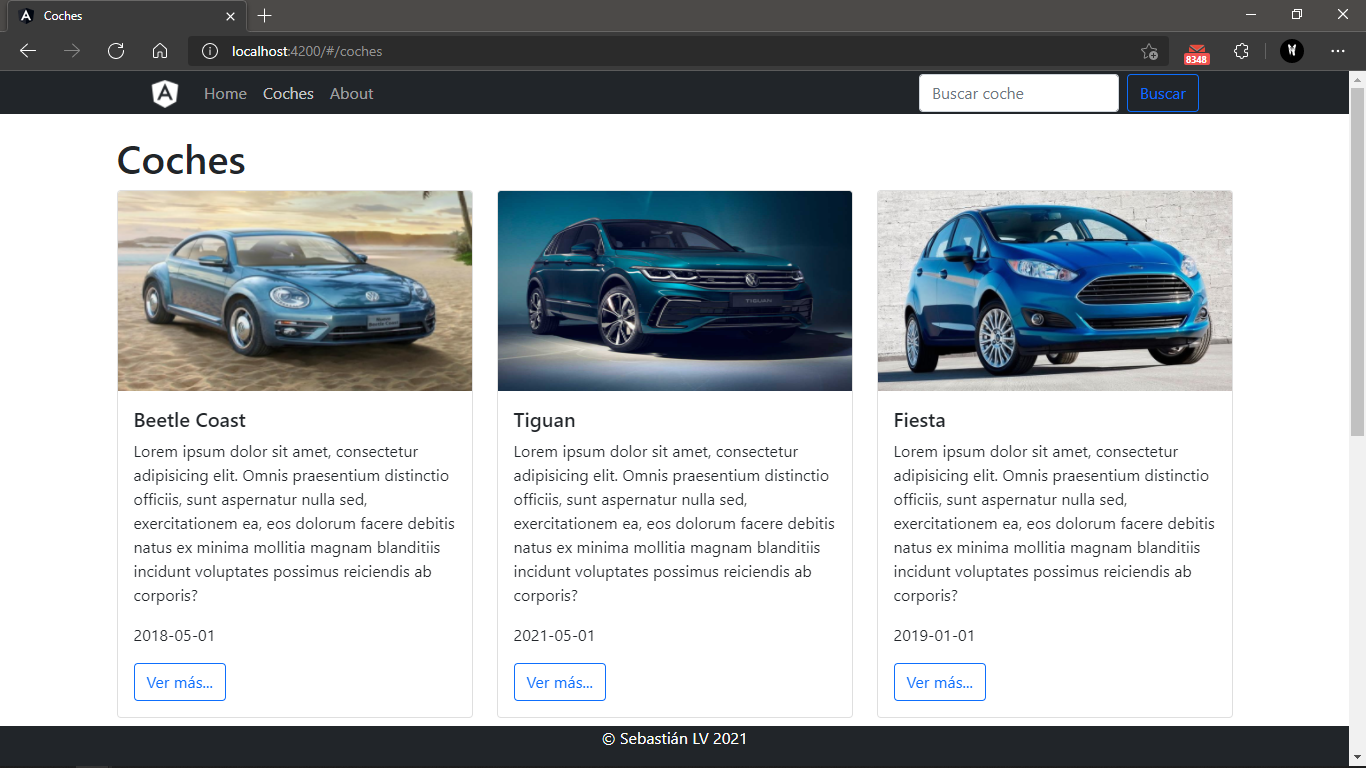 Coches
localhost:4200/#/coches
8348
Home Coches About
Buscar coche
Buscar
Coches
TIGUAN
Beetle Coast
Lorem ipsum dolor sit amet, consectetur
adipisicing elit. Omnis praesentium distinctio
officiis, sunt aspernatur nulla sed,
exercitationem ea, eos dolorum facere debitis
natus ex minima mollitia magnam blanditiis
incidunt voluptates possimus reiciendis ab
corporis?
2018-05-01
Ver más...
Tiguan
Lorem ipsum dolor sit amet, consectetur
adipisicing elit. Omnis praesentium distinctio
officiis, sunt aspernatur nulla sed,
exercitationem ea, eos dolorum facere debitis
natus ex minima mollitia magnam blanditiis
incidunt voluptates possimus reiciendis ab
corporis?
2021-05-01
Ver más...
Fiesta
Lorem ipsum dolor sit amet, consectetur
adipisicing elit. Omnis praesentium distinctio
officiis, sunt aspernatur nulla sed,
exercitationem ea, eos dolorum facere debitis
natus ex minima mollitia magnam blanditiis
incidunt voluptates possimus reiciendis ab
corporis?
2019-01-01
Ver más...
© Sebastián LV 2021